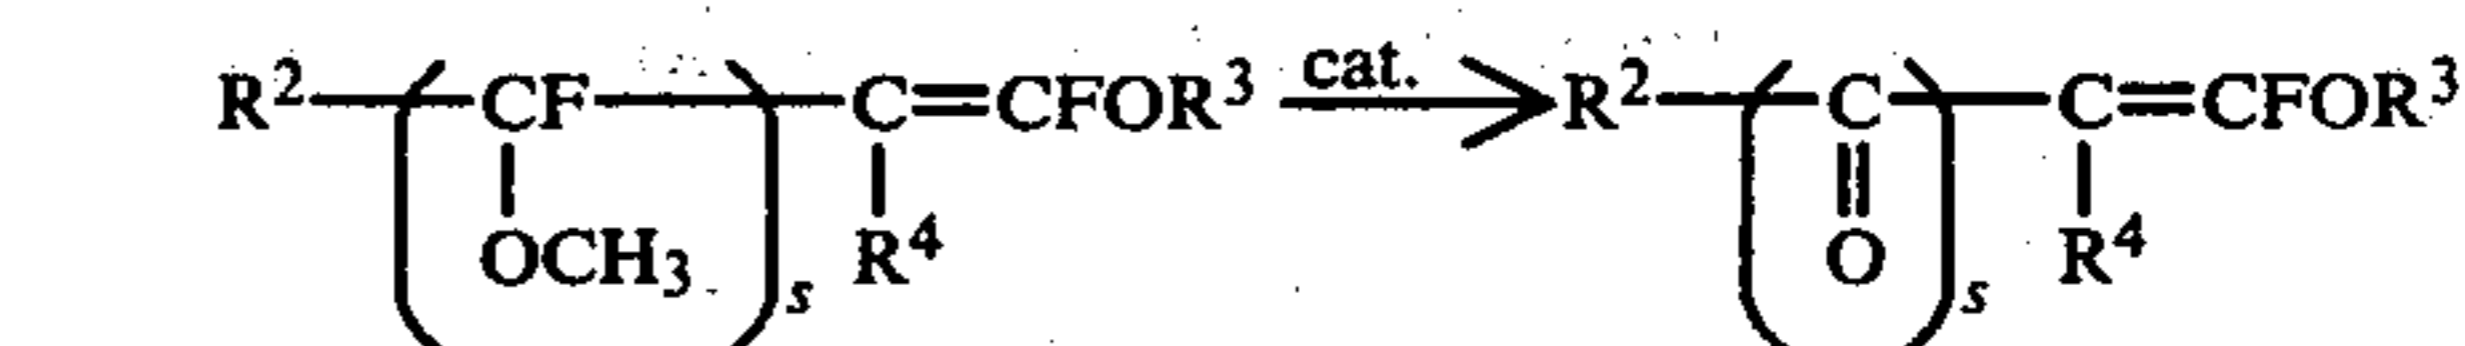 R²—(CF—)s C=CFOR³ cat. > R²—(C—)s C=CFOR³
OCH₃ R⁴ O R⁴